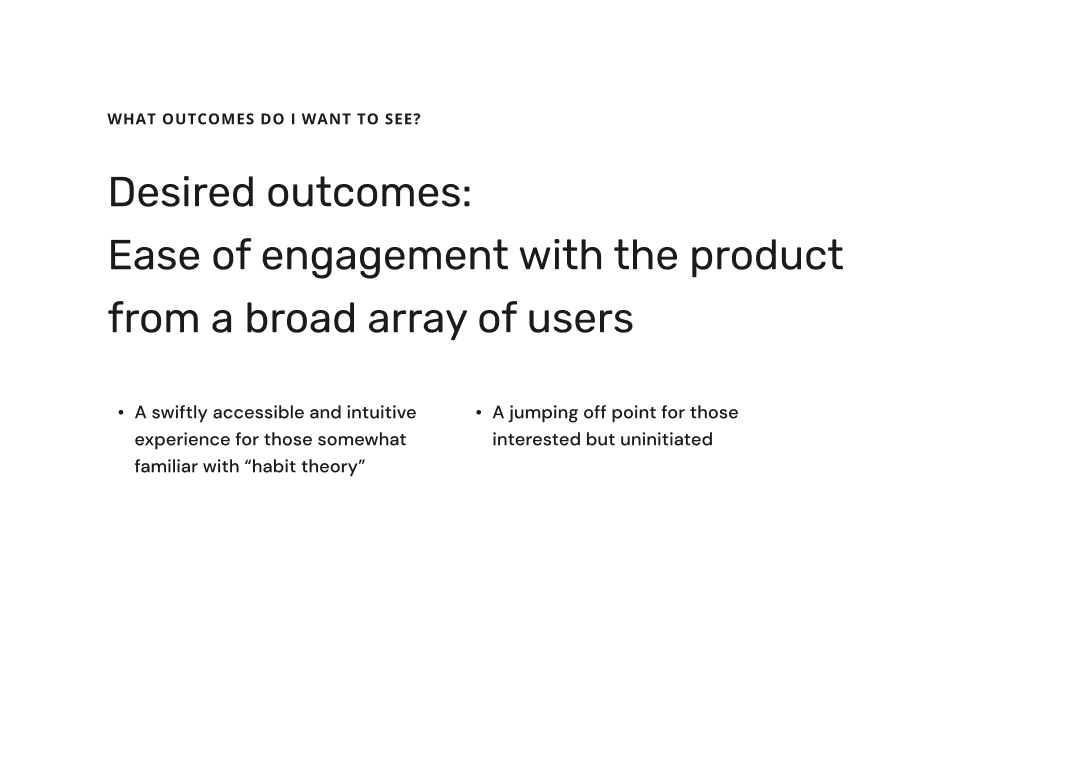 WHAT OUTCOMES DO I WANT TO SEE?
Desired outcomes:
Ease of engagement with the product
from a broad array of users
• A swiftly accessible and intuitive
experience for those somewhat
familiar with “habit theory”
• A jumping off point for those
interested but uninitiated